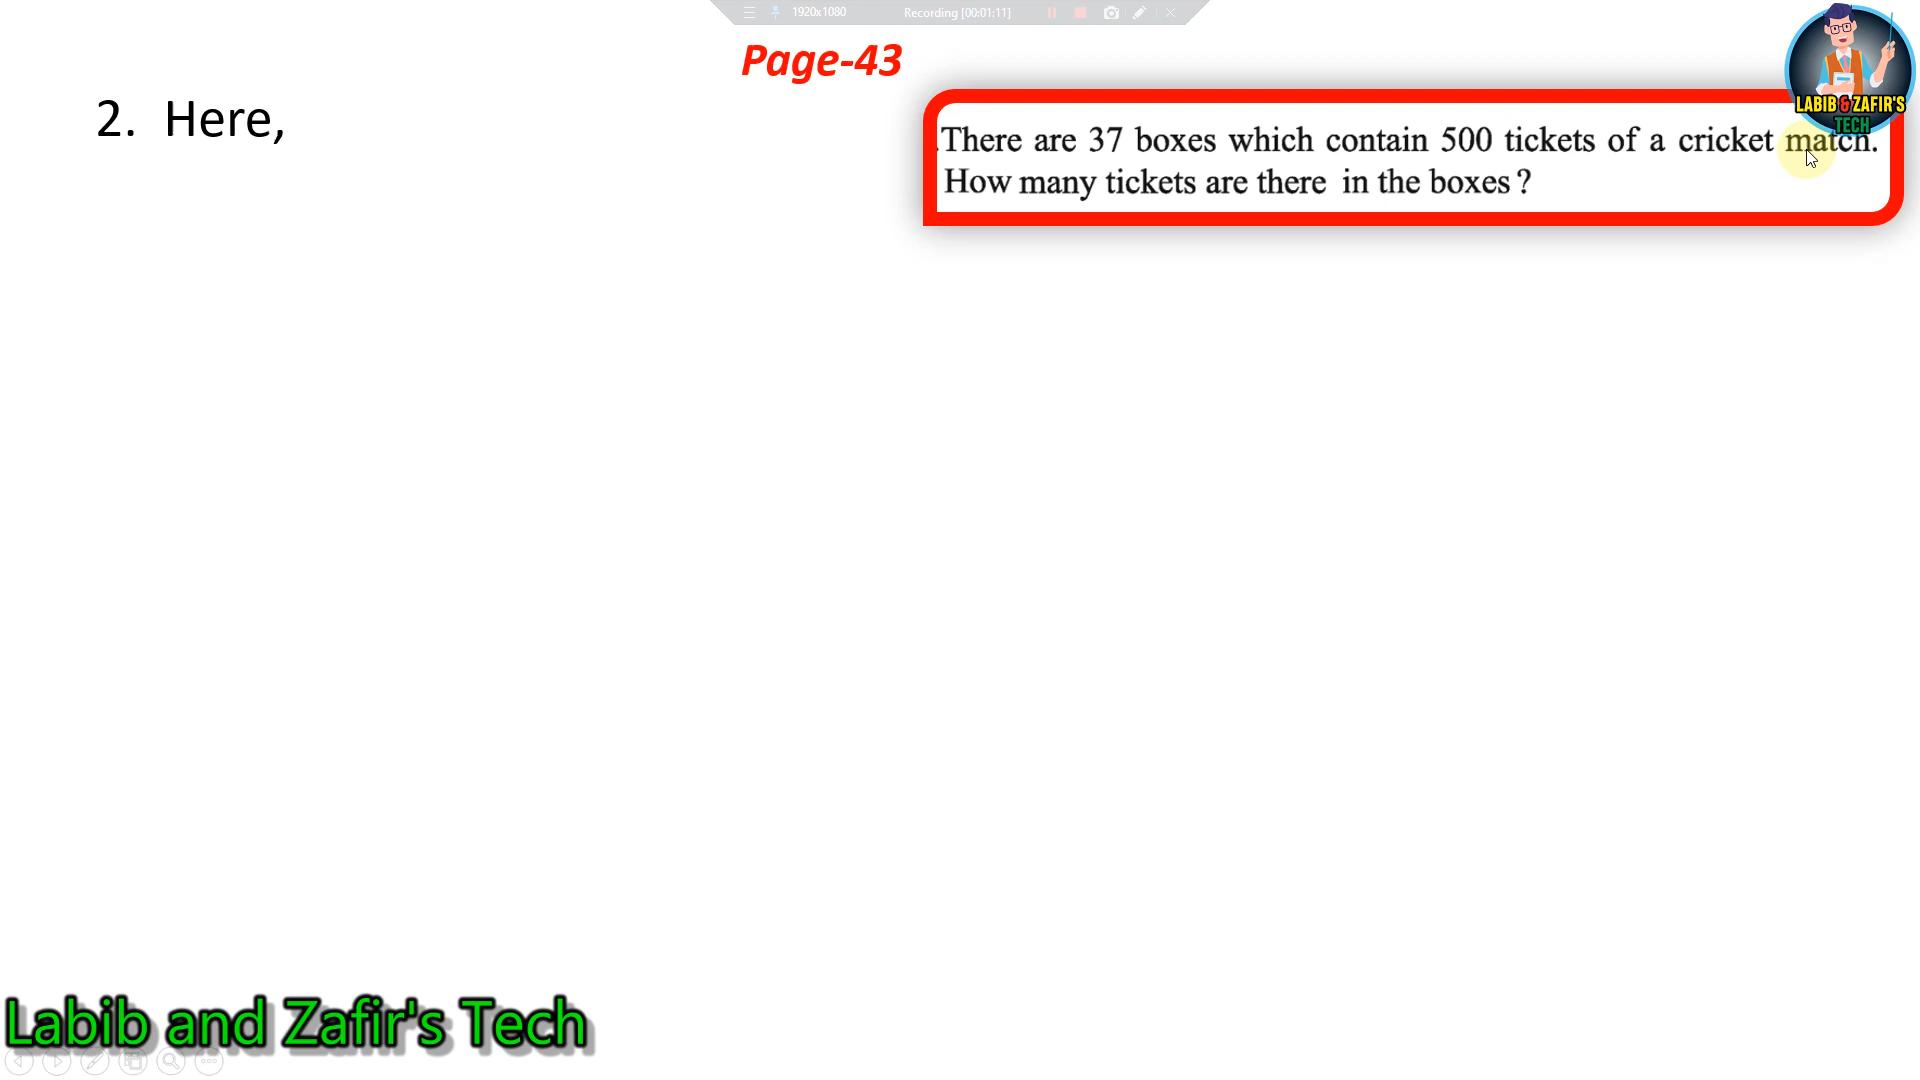 1920x1080 Recording [00:01:11]
Page-43
2. Here,
There are 37 boxes which contain 500 tickets of a cricket match.
How many tickets are there in the boxes?
LABIB & ZAFIR'S
TECH
Labib and Zafir's Tech